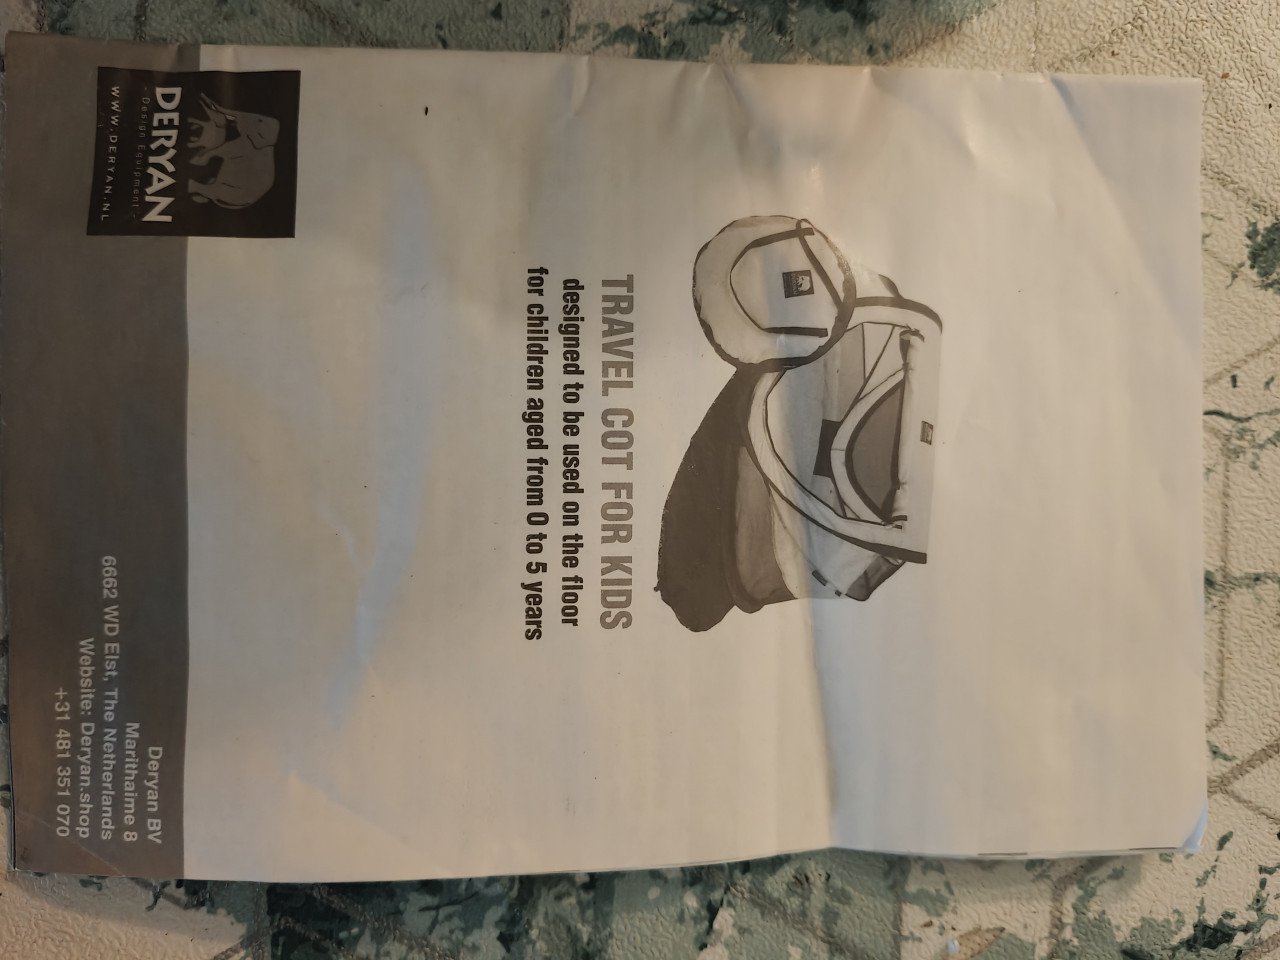 TRAVEL COT FOR KIDS
designed to be used on the floor
for children aged from 0 to 5 years
DERYAN
- Design Equipment -
WWW.DERYAN.NL
Deryan BV
Marithaime 8
6662 WD Elst, The Netherlands
Website: Deryan.shop
+31 481 351 070